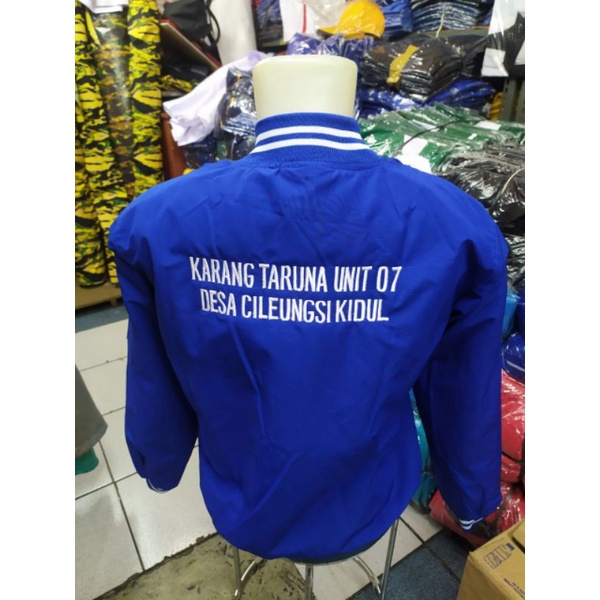 KARANG TARUNA UNIT 07
DESA CILEUNGSI KIDUL